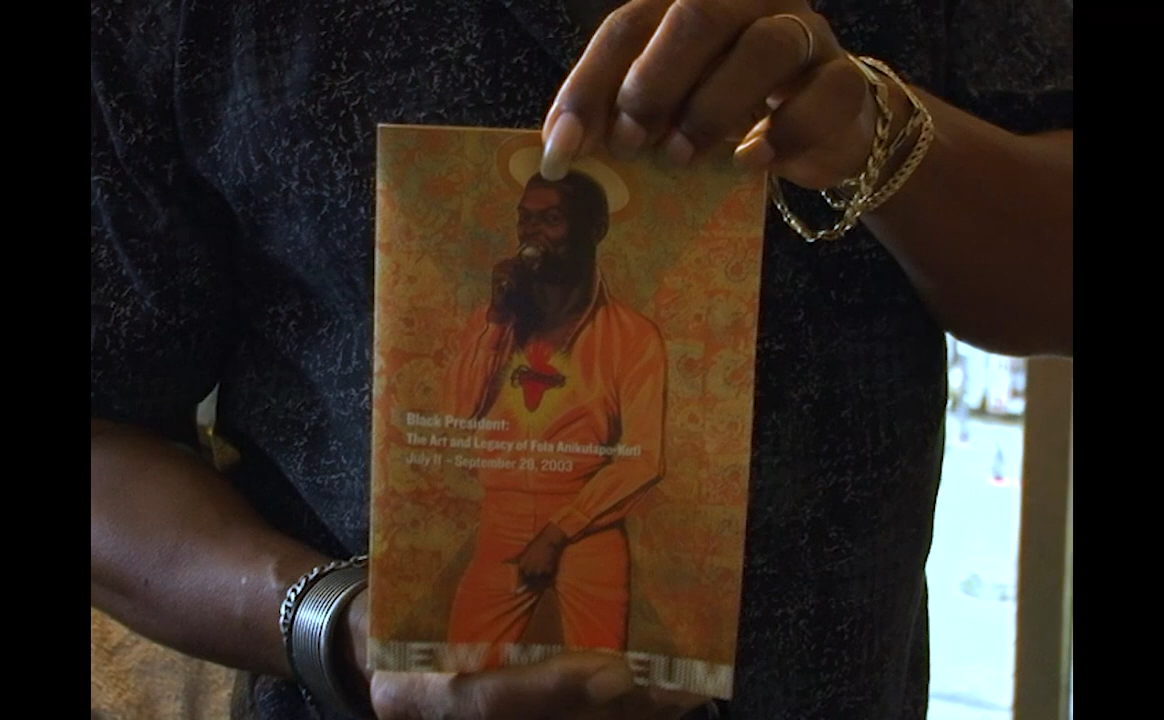 Black President:
The Art and Legacy of Fela Anikulapo-Kuti
July 11 – September 28, 2003
NEW MUSEUM